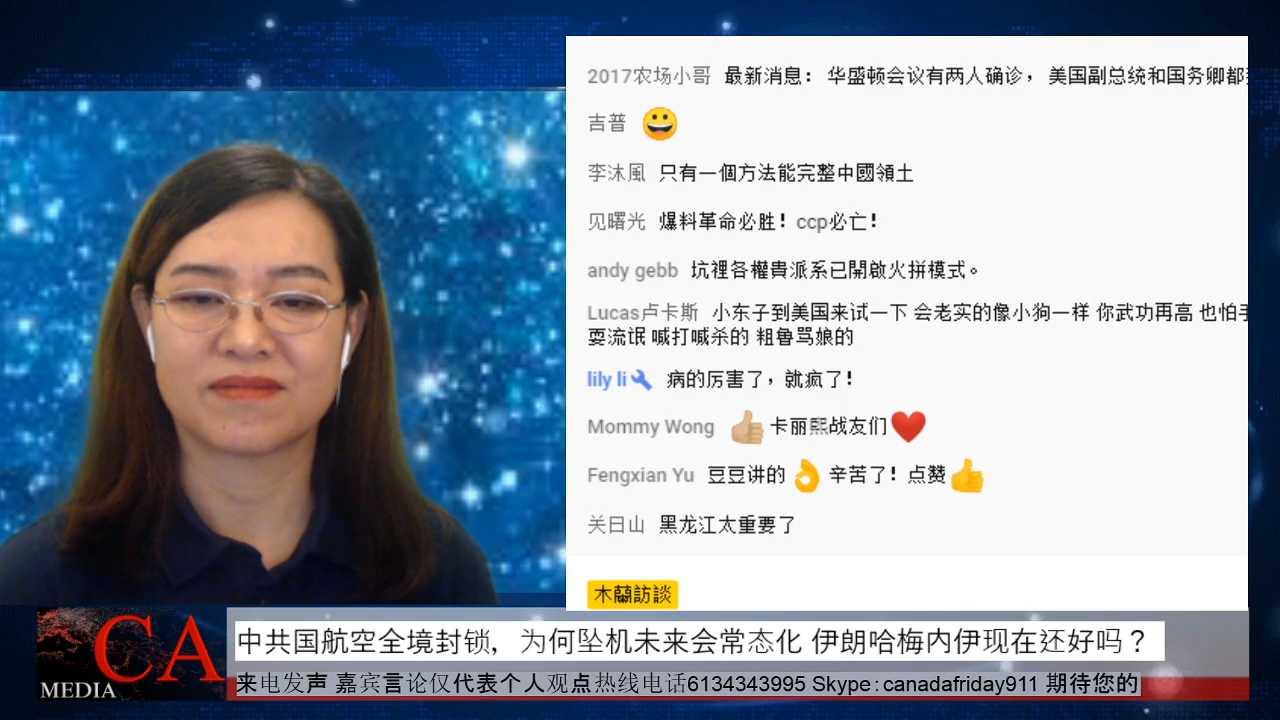 2017农场小哥 最新消息： 华盛顿会议有两人确诊， 美国副总统和国务卿都
吉普 😀
李沐風 只有一個方法能完整中國領土
见曙光 爆料革命必胜！ccp必亡！
andy gebb 坑裡各權貴派系已開啟火拼模式。
Lucas卢卡斯 小东子到美国来试一下 会老实的像小狗一样 你武功再高 也怕手
耍流氓 喊打喊杀的 粗鲁骂娘的
lily li 病的厉害了，就疯了！
Mommy Wong 👍🏼卡丽熙战友们❤️
Fengxian Yu 豆豆讲的👌辛苦了！点赞👍
关日山 黑龙江太重要了
木蘭訪談
中共国航空全境封锁，为何坠机未来会常态化 伊朗哈梅内伊现在还好吗？
CA
MEDIA
来电发声 嘉宾言论仅代表个人观点热线电话6134343995 Skype：canadafriday911 期待您的